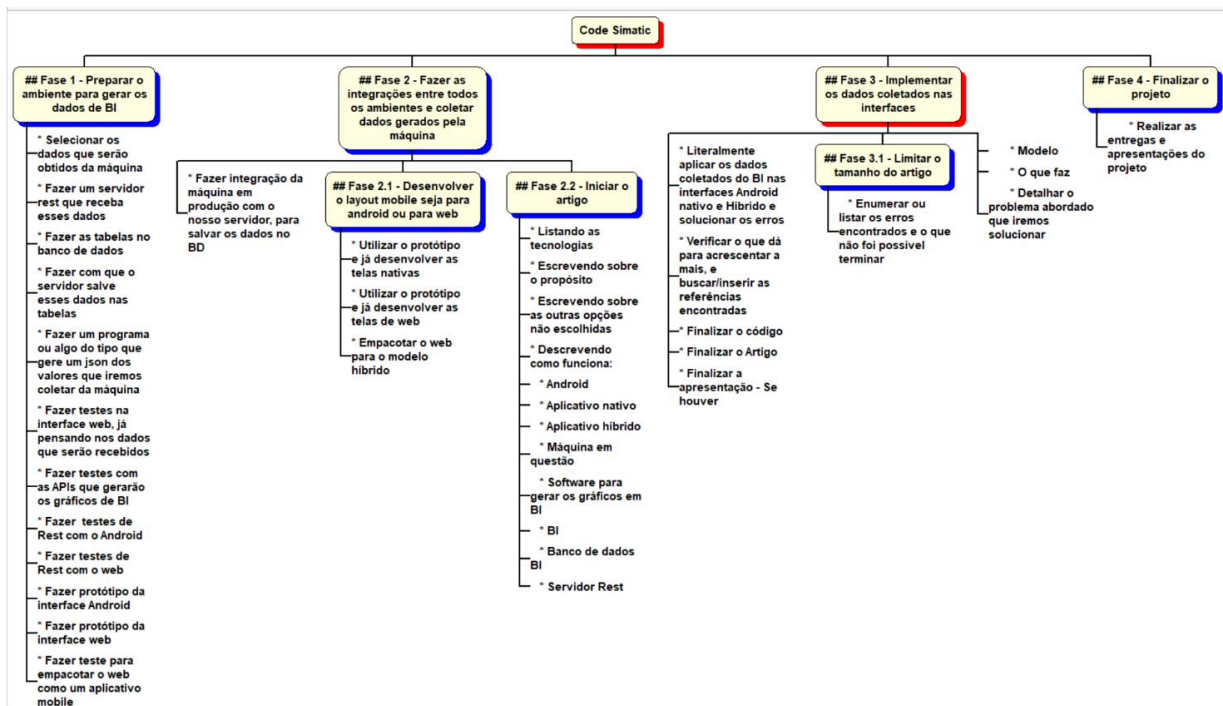 Code Simatic
## Fase 1 - Preparar o
ambiente para gerar os
dados de BI
* Selecionar os
dados que serão
obtidos da máquina
* Fazer um servidor
rest que receba
esses dados
* Fazer as tabelas no
banco de dados
* Fazer com que o
servidor salve
esses dados nas
tabelas
* Fazer um programa
ou algo do tipo que
gere um json dos
valores que iremos
coletar da máquina
* Fazer testes na
interface web, já
pensando nos dados
que serão recebidos
* Fazer testes com
as APIs que gerarão
os gráficos de BI
* Fazer testes de
Rest com o Android
* Fazer testes de
Rest com o web
* Fazer protótipo da
interface Android
* Fazer protótipo da
interface web
* Fazer teste para
empacotar o web
como um aplicativo
mobile
## Fase 2 - Fazer as
integrações entre todos
os ambientes e coletar
dados gerados pela
máquina
* Fazer integração da
máquina em
produção com o
nosso servidor, para
salvar os dados no
BD
## Fase 2.1 - Desenvolver
o layout mobile seja para
android ou para web
* Utilizar o protótipo
e já desenvolver as
telas nativas
* Utilizar o protótipo
e já desenvolver as
telas de web
* Empacotar o web
para o modelo
híbrido
## Fase 2.2 - Iniciar o
artigo
* Listando as
tecnologias
* Escrevendo sobre
o propósito
* Escrevendo sobre
as outras opções
não escolhidas
* Descrevendo
como funciona:
* Android
* Aplicativo nativo
* Aplicativo híbrido
* Máquina em
questão
* Software para
gerar os gráficos em
BI
* BI
* Banco de dados
BI
* Servidor Rest
## Fase 3 - Implementar
os dados coletados nas
interfaces
* Literalmente
aplicar os dados
coletados do BI nas
interfaces Android
nativo e Híbrido e
solucionar os erros
* Verificar o que dá
para acrescentar a
mais, e
buscar/inserir as
referências
encontradas
* Finalizar o código
* Finalizar o Artigo
* Finalizar a
apresentação - Se
houver
## Fase 3.1 - Limitar o
tamanho do artigo
* Enumerar ou
listar os erros
encontrados e o que
não foi possível
terminar
* Modelo
* O que faz
* Detalhar o
problema abordado
que iremos
solucionar
## Fase 4 - Finalizar o
projeto
* Realizar as
entregas e
apresentações do
projeto